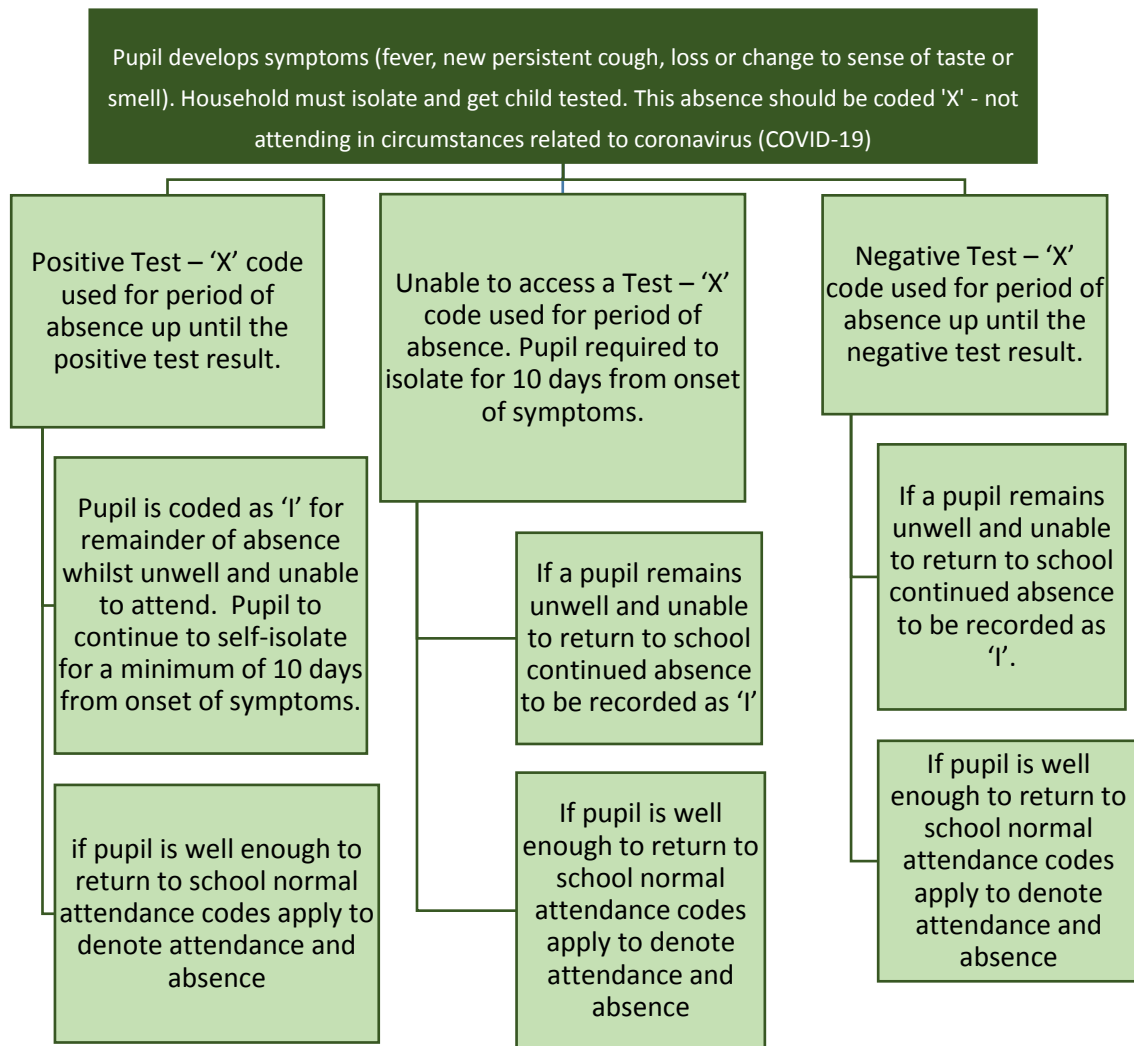 Pupil develops symptoms (fever, new persistent cough, loss or change to sense of taste or
smell). Household must isolate and get child tested. This absence should be coded 'X' - not
attending in circumstances related to coronavirus (COVID-19)
Positive Test – ‘X’ code
used for period of
absence up until the
positive test result.
Pupil is coded as ‘I’ for
remainder of absence
whilst unwell and unable
to attend.  Pupil to
continue to self-isolate
for a minimum of 10 days
from onset of symptoms.
if pupil is well enough to
return to school normal
attendance codes apply to
denote attendance and
absence
Unable to access a Test – ‘X’
code used for period of
absence. Pupil required to
isolate for 10 days from onset
of symptoms.
If a pupil remains
unwell and unable
to return to school
continued absence
to be recorded as ‘I’
If pupil is well
enough to return to
school normal
attendance codes
apply to denote
attendance and
absence
Negative Test – ‘X’
code used for period of
absence up until the
negative test result.
If a pupil remains
unwell and unable
to return to school
continued absence
to be recorded as
‘I’.
If pupil is well
enough to return to
school normal
attendance codes
apply to denote
attendance and
absence